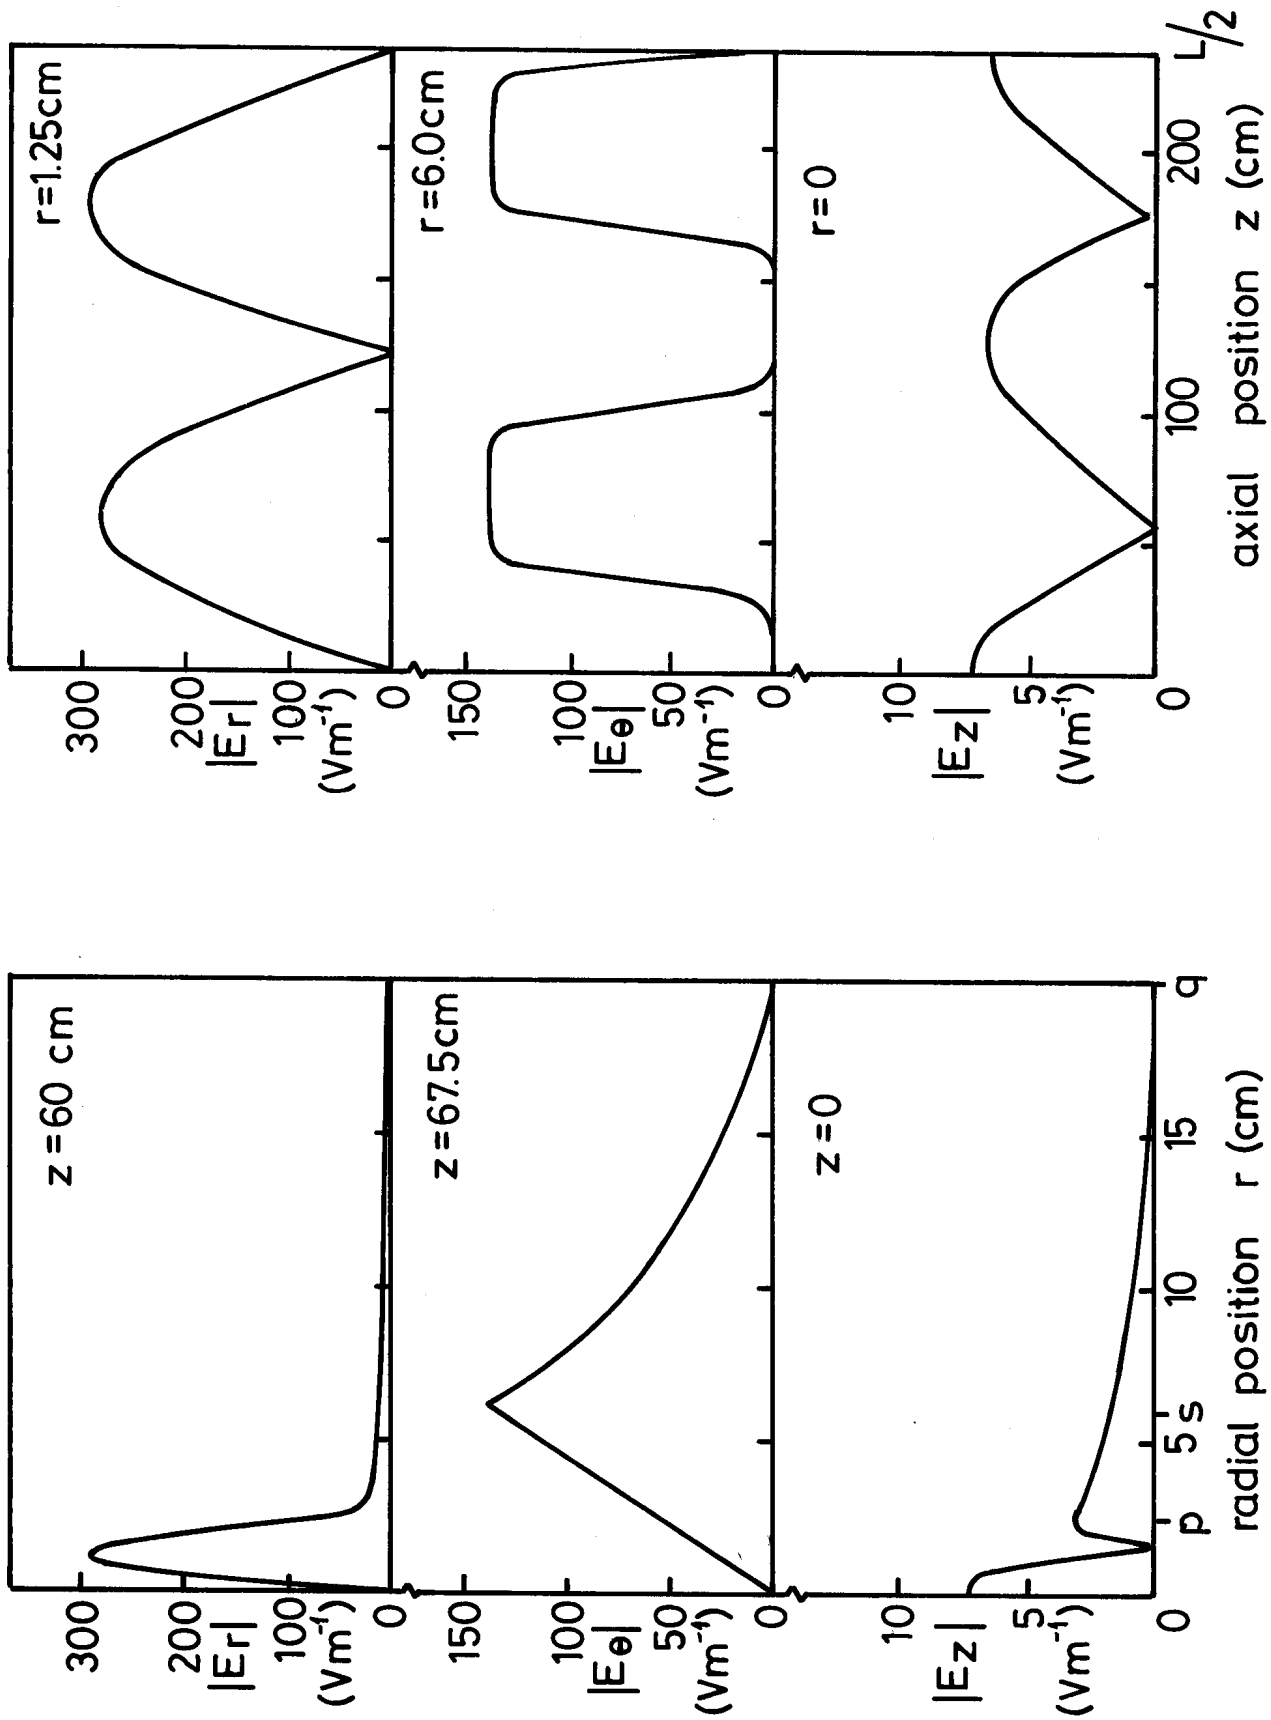 z=60 cm
300
200
100
0
|Er|
(Vm⁻¹)
z=67.5cm
150
100
50
0
|Eθ|
(Vm⁻¹)
z=0
10
5
0
|Ez|
(Vm⁻¹)
p 5 s 10 15 q
radial position r (cm)
r=1.25cm
300
200
100
0
|Er|
(Vm⁻¹)
r=6.0cm
150
100
50
0
|Eθ|
(Vm⁻¹)
r=0
10
5
0
|Ez|
(Vm⁻¹)
100 200 L/2
axial position z (cm)